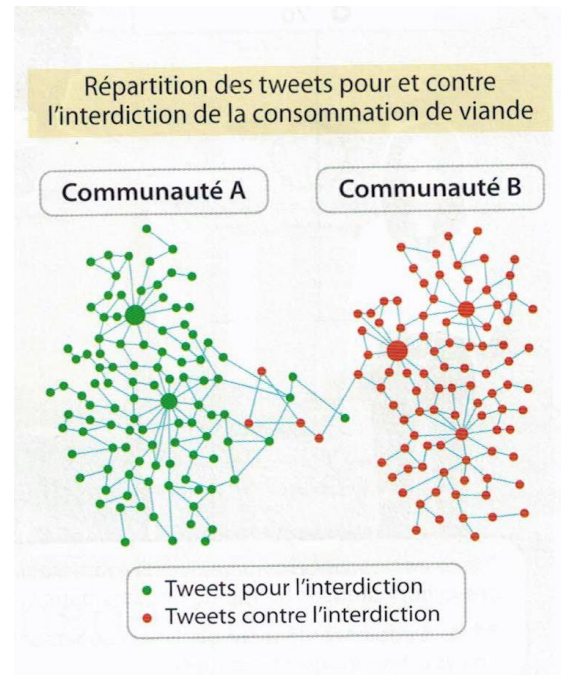 Répartition des tweets pour et contre
l'interdiction de la consommation de viande
Communauté A
Communauté B
Tweets pour l'interdiction
Tweets contre l'interdiction